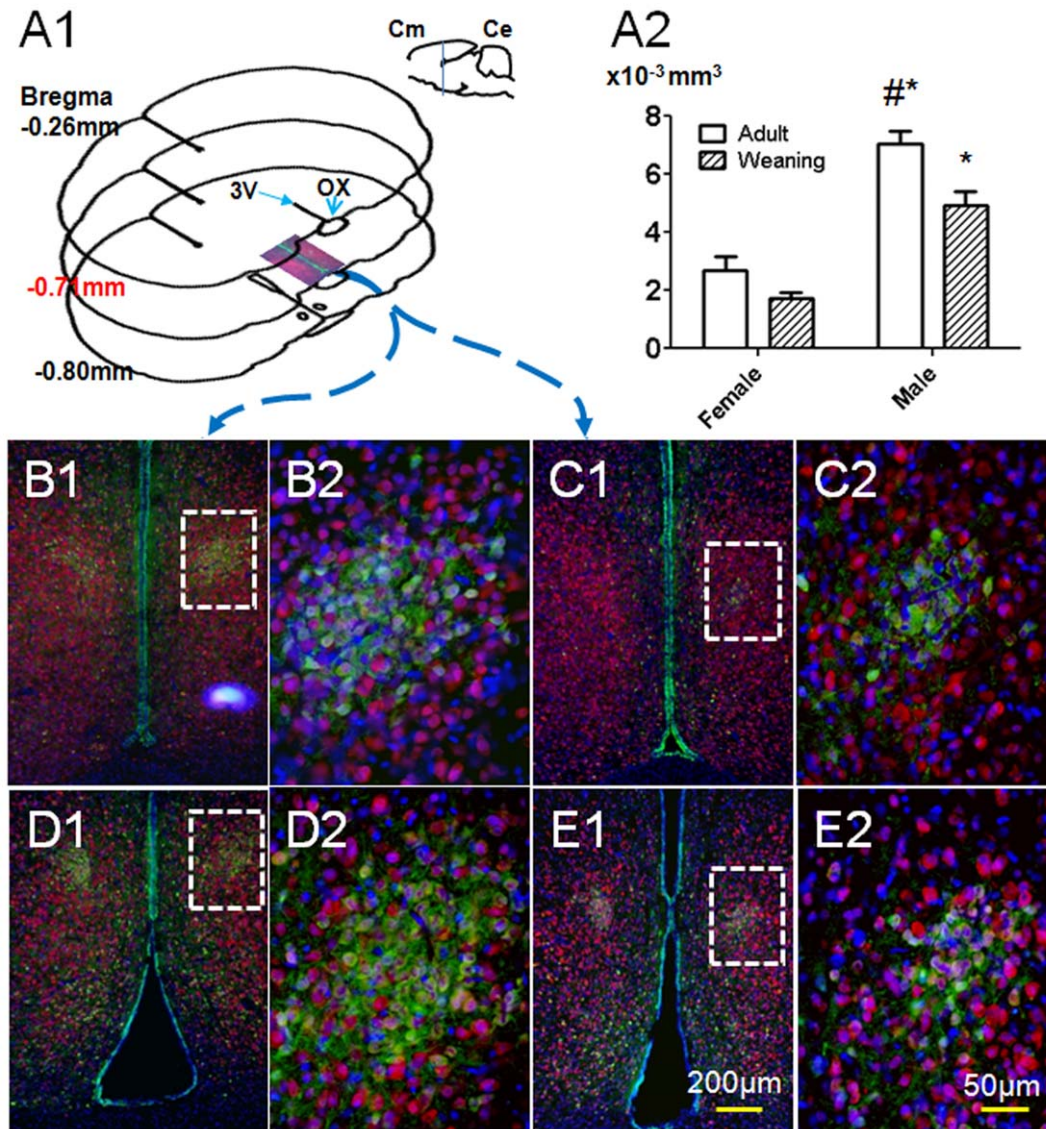 A1
Cm Ce
Bregma
-0.26mm
3V OX
-0.71mm
-0.80mm
A2
x10-3 mm3
#*
*
8
6
4
2
0
Adult
Weaning
Female
Male
B1
B2
C1
C2
D1
D2
E1
E2
200µm
50µm